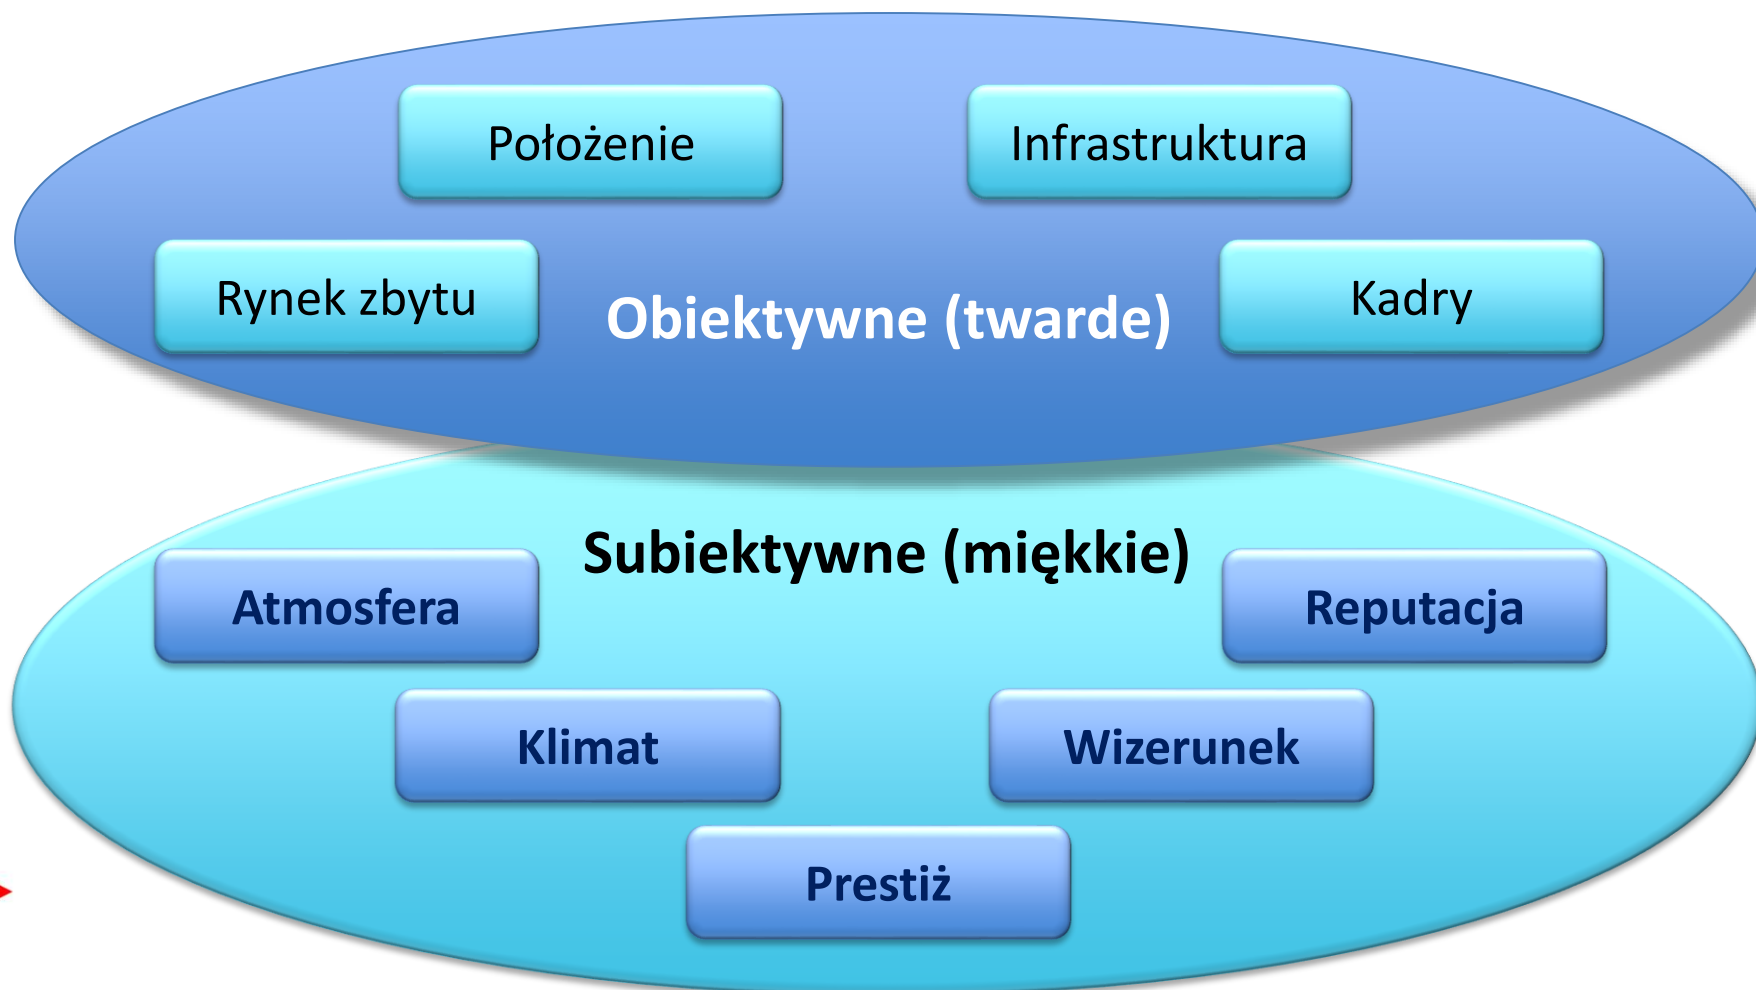 Położenie
Infrastruktura
Rynek zbytu
Obiektywne (twarde)
Kadry
Subiektywne (miękkie)
Atmosfera
Reputacja
Klimat
Wizerunek
Prestiż